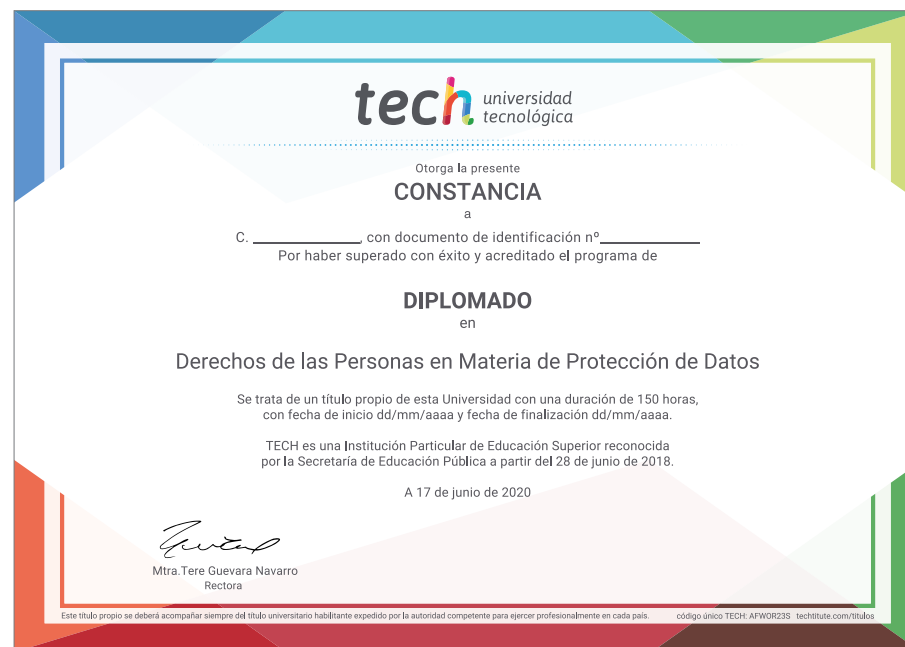 tech universidad
tecnológica
Otorga la presente
CONSTANCIA
a
C. ____________, con documento de identificación nº___________
Por haber superado con éxito y acreditado el programa de
DIPLOMADO
en
Derechos de las Personas en Materia de Protección de Datos
Se trata de un título propio de esta Universidad con una duración de 150 horas,
con fecha de inicio dd/mm/aaaa y fecha de finalización dd/mm/aaaa.
TECH es una Institución Particular de Educación Superior reconocida
por la Secretaría de Educación Pública a partir del 28 de junio de 2018.
A 17 de junio de 2020
Mtra.Tere Guevara Navarro
Rectora
Este título propio se deberá acompañar siempre del título universitario habilitante expedido por la autoridad competente para ejercer profesionalmente en cada país. código único TECH: AFWOR23S techtitute.com/titulos